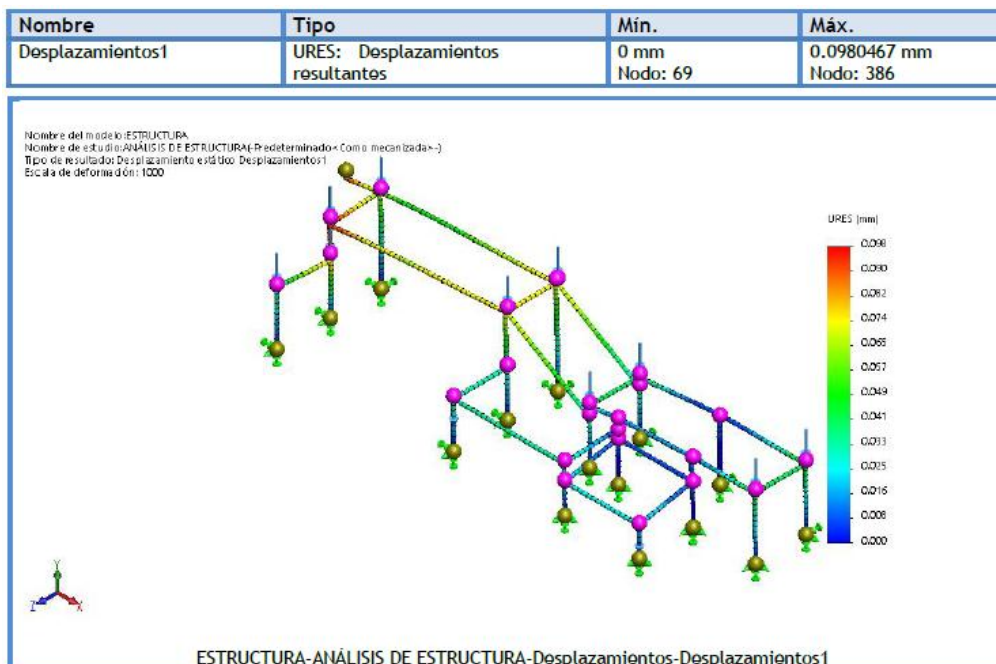 Nombre Tipo Mín. Máx.
Desplazamientos1 URES: Desplazamientos resultantes 0 mm Nodo: 69 0.0980467 mm Nodo: 386
Nombre del modelo:ESTRUCTURA
Nombre de estudio:ANÁLISIS DE ESTRUCTURA(-Predeterminado<Como mecanizada>-)
Tipo de resultado: Desplazamiento estático Desplazamientos1
Escala de deformación: 1000
URES (mm)
0.098
0.090
0.082
0.074
0.065
0.057
0.049
0.041
0.033
0.025
0.016
0.008
0.000
Y
Z
X
ESTRUCTURA-ANÁLISIS DE ESTRUCTURA-Desplazamientos-Desplazamientos1